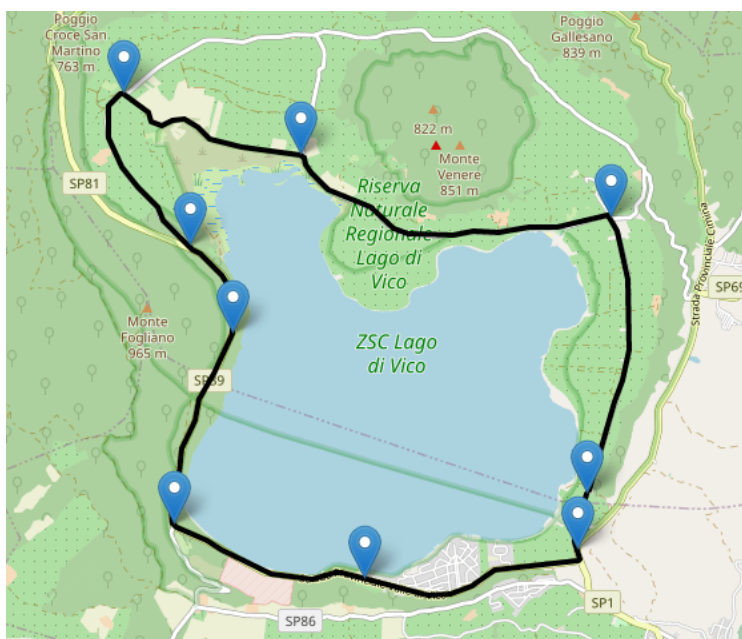 Poggio
Croce San
Martino
763 m
Poggio
Gallesano
839 m
822 m
Monte
Venere
851 m
SP81
Riserva
Naturale
Regionale
Lago di
Vico
Strada Provinciale Cimina
SP69
Monte
Fogliano
965 m
ZSC Lago
di Vico
SP39
SP86
SP1